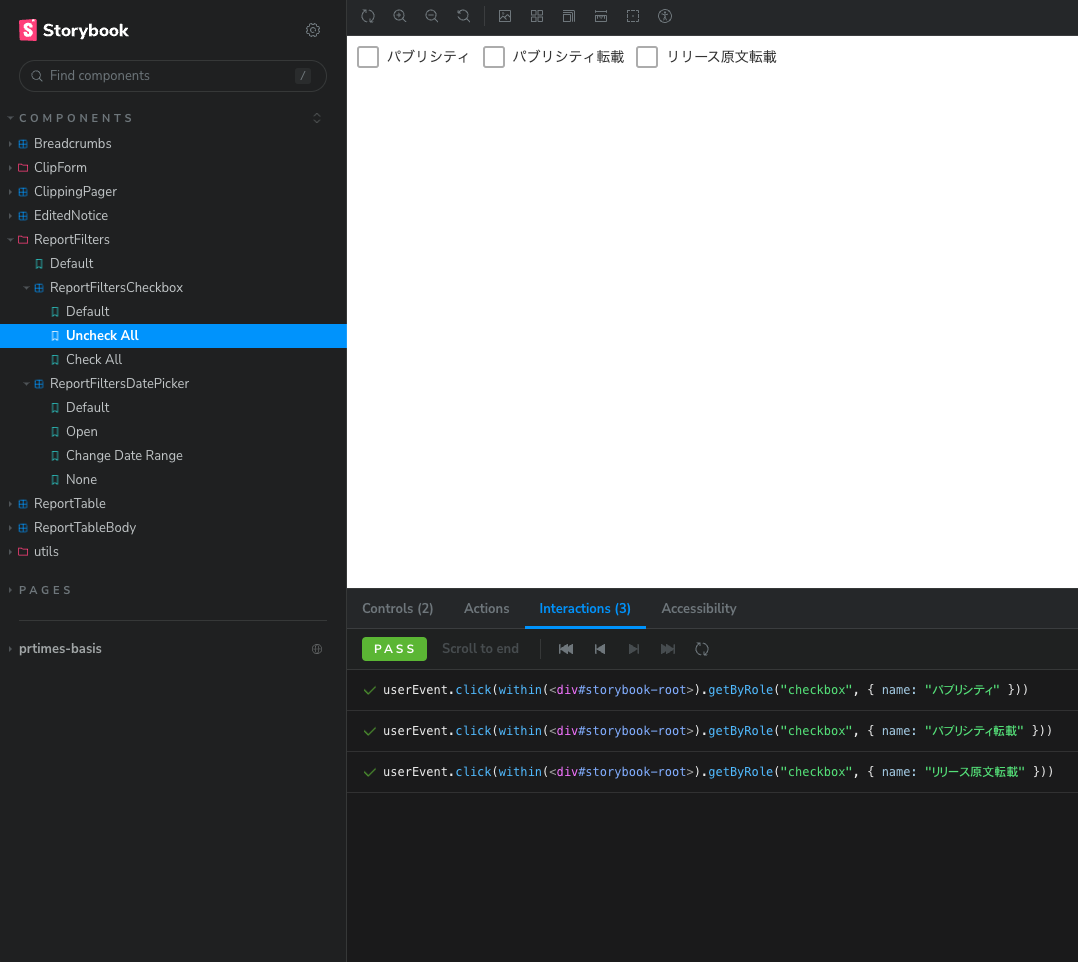 Storybook
Find components /
COMPONENTS
Breadcrumbs
ClipForm
ClippingPager
EditedNotice
ReportFilters
Default
ReportFiltersCheckbox
Default
Uncheck All
Check All
ReportFiltersDatePicker
Default
Open
Change Date Range
None
ReportTable
ReportTableBody
utils
PAGES
prtimes-basis
パブリシティ パブリシティ転載 リリース原文転載
Controls (2) Actions Interactions (3) Accessibility
PASS Scroll to end
userEvent.click(within(<div#storybook-root>).getByRole("checkbox", { name: "パブリシティ" }))
userEvent.click(within(<div#storybook-root>).getByRole("checkbox", { name: "パブリシティ転載" }))
userEvent.click(within(<div#storybook-root>).getByRole("checkbox", { name: "リリース原文転載" }))